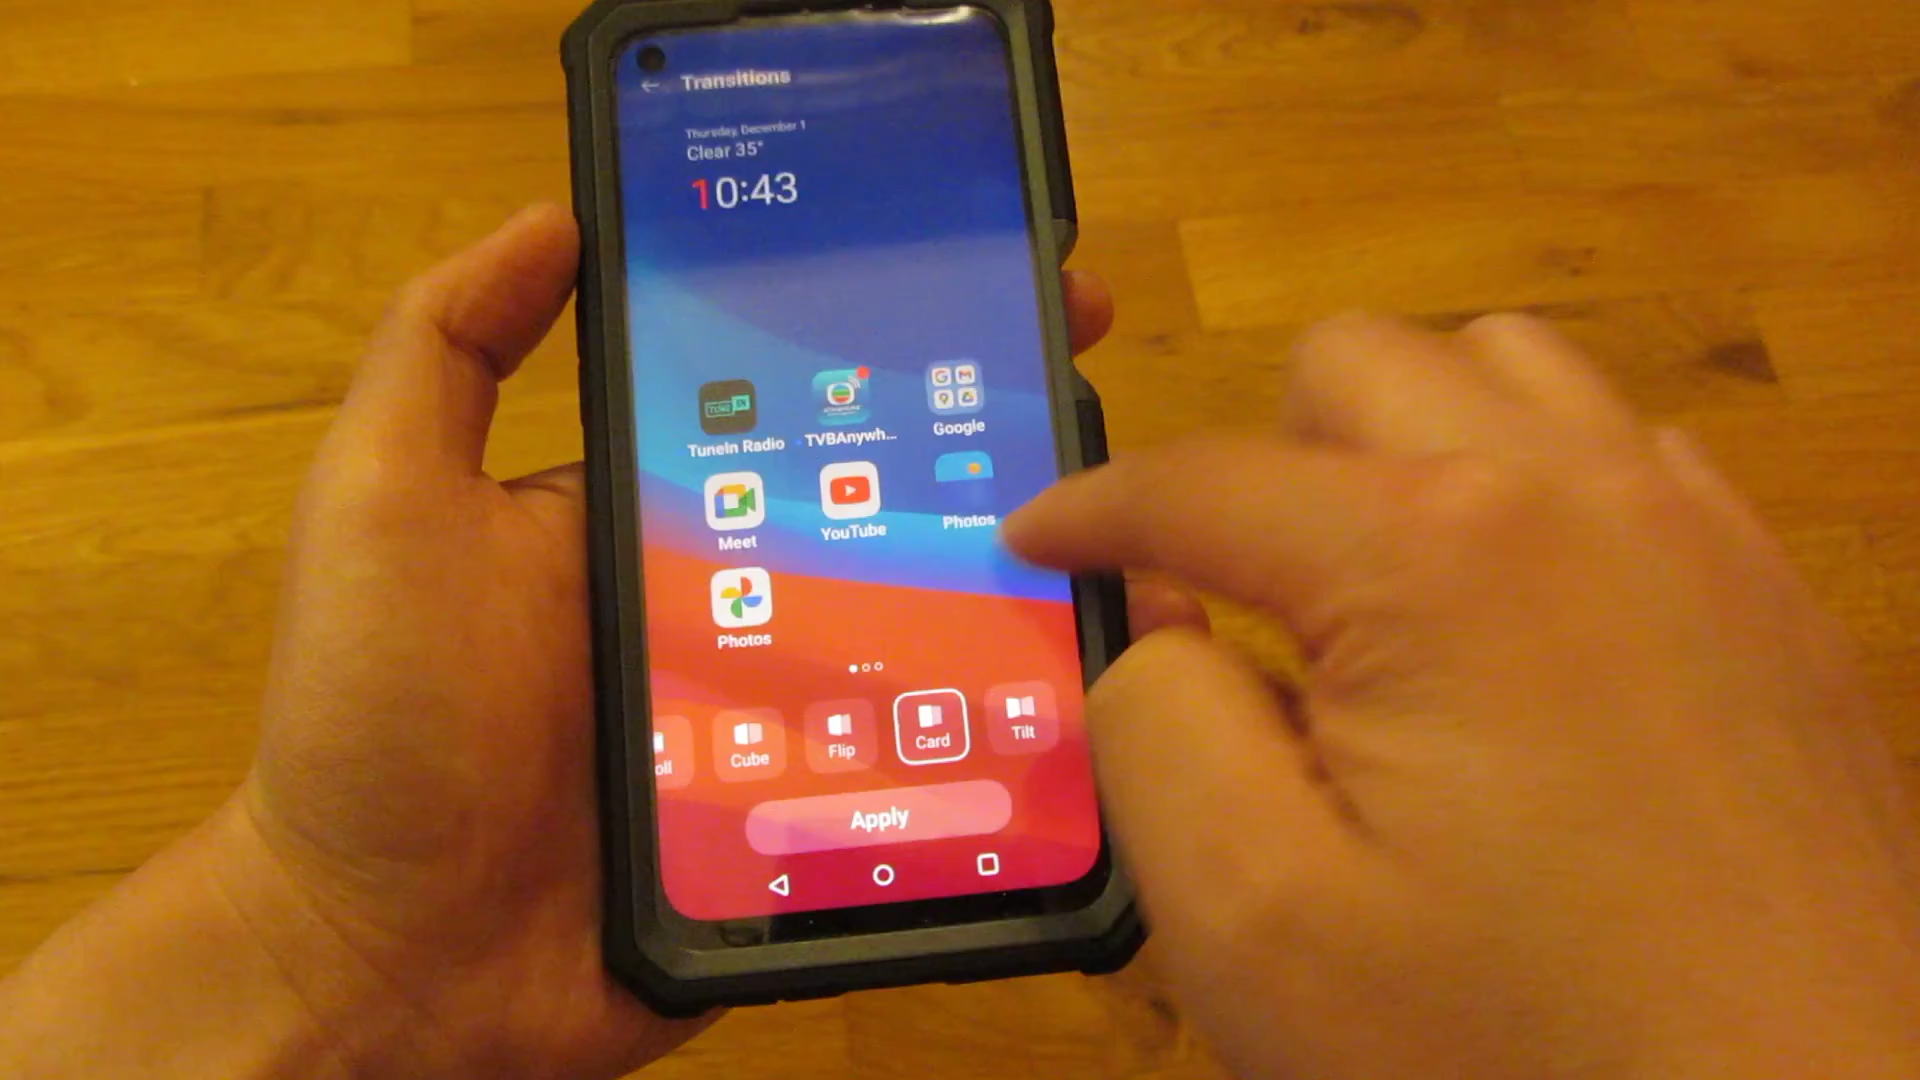 Transitions
Thursday, December 1
Clear 35°
10:43
TuneIn Radio
TVBAnywh...
Google
Meet
YouTube
Photos
Photos
oll
Cube
Flip
Card
Tilt
Apply